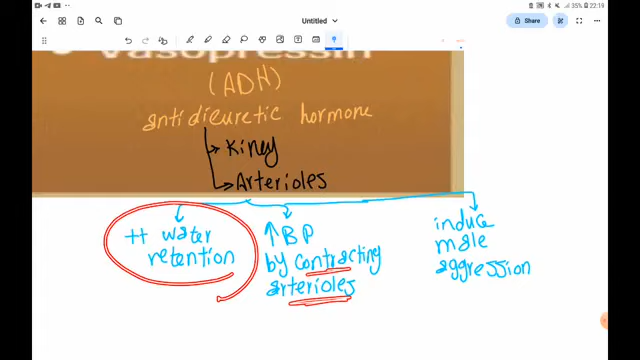 22:19
35%
Untitled
Share
Vasopressin
(ADH)
antidieuretic hormone
Kiney
Arterioles
++ water
retention
↑ BP
by contracting
arterioles
induce
male
aggression